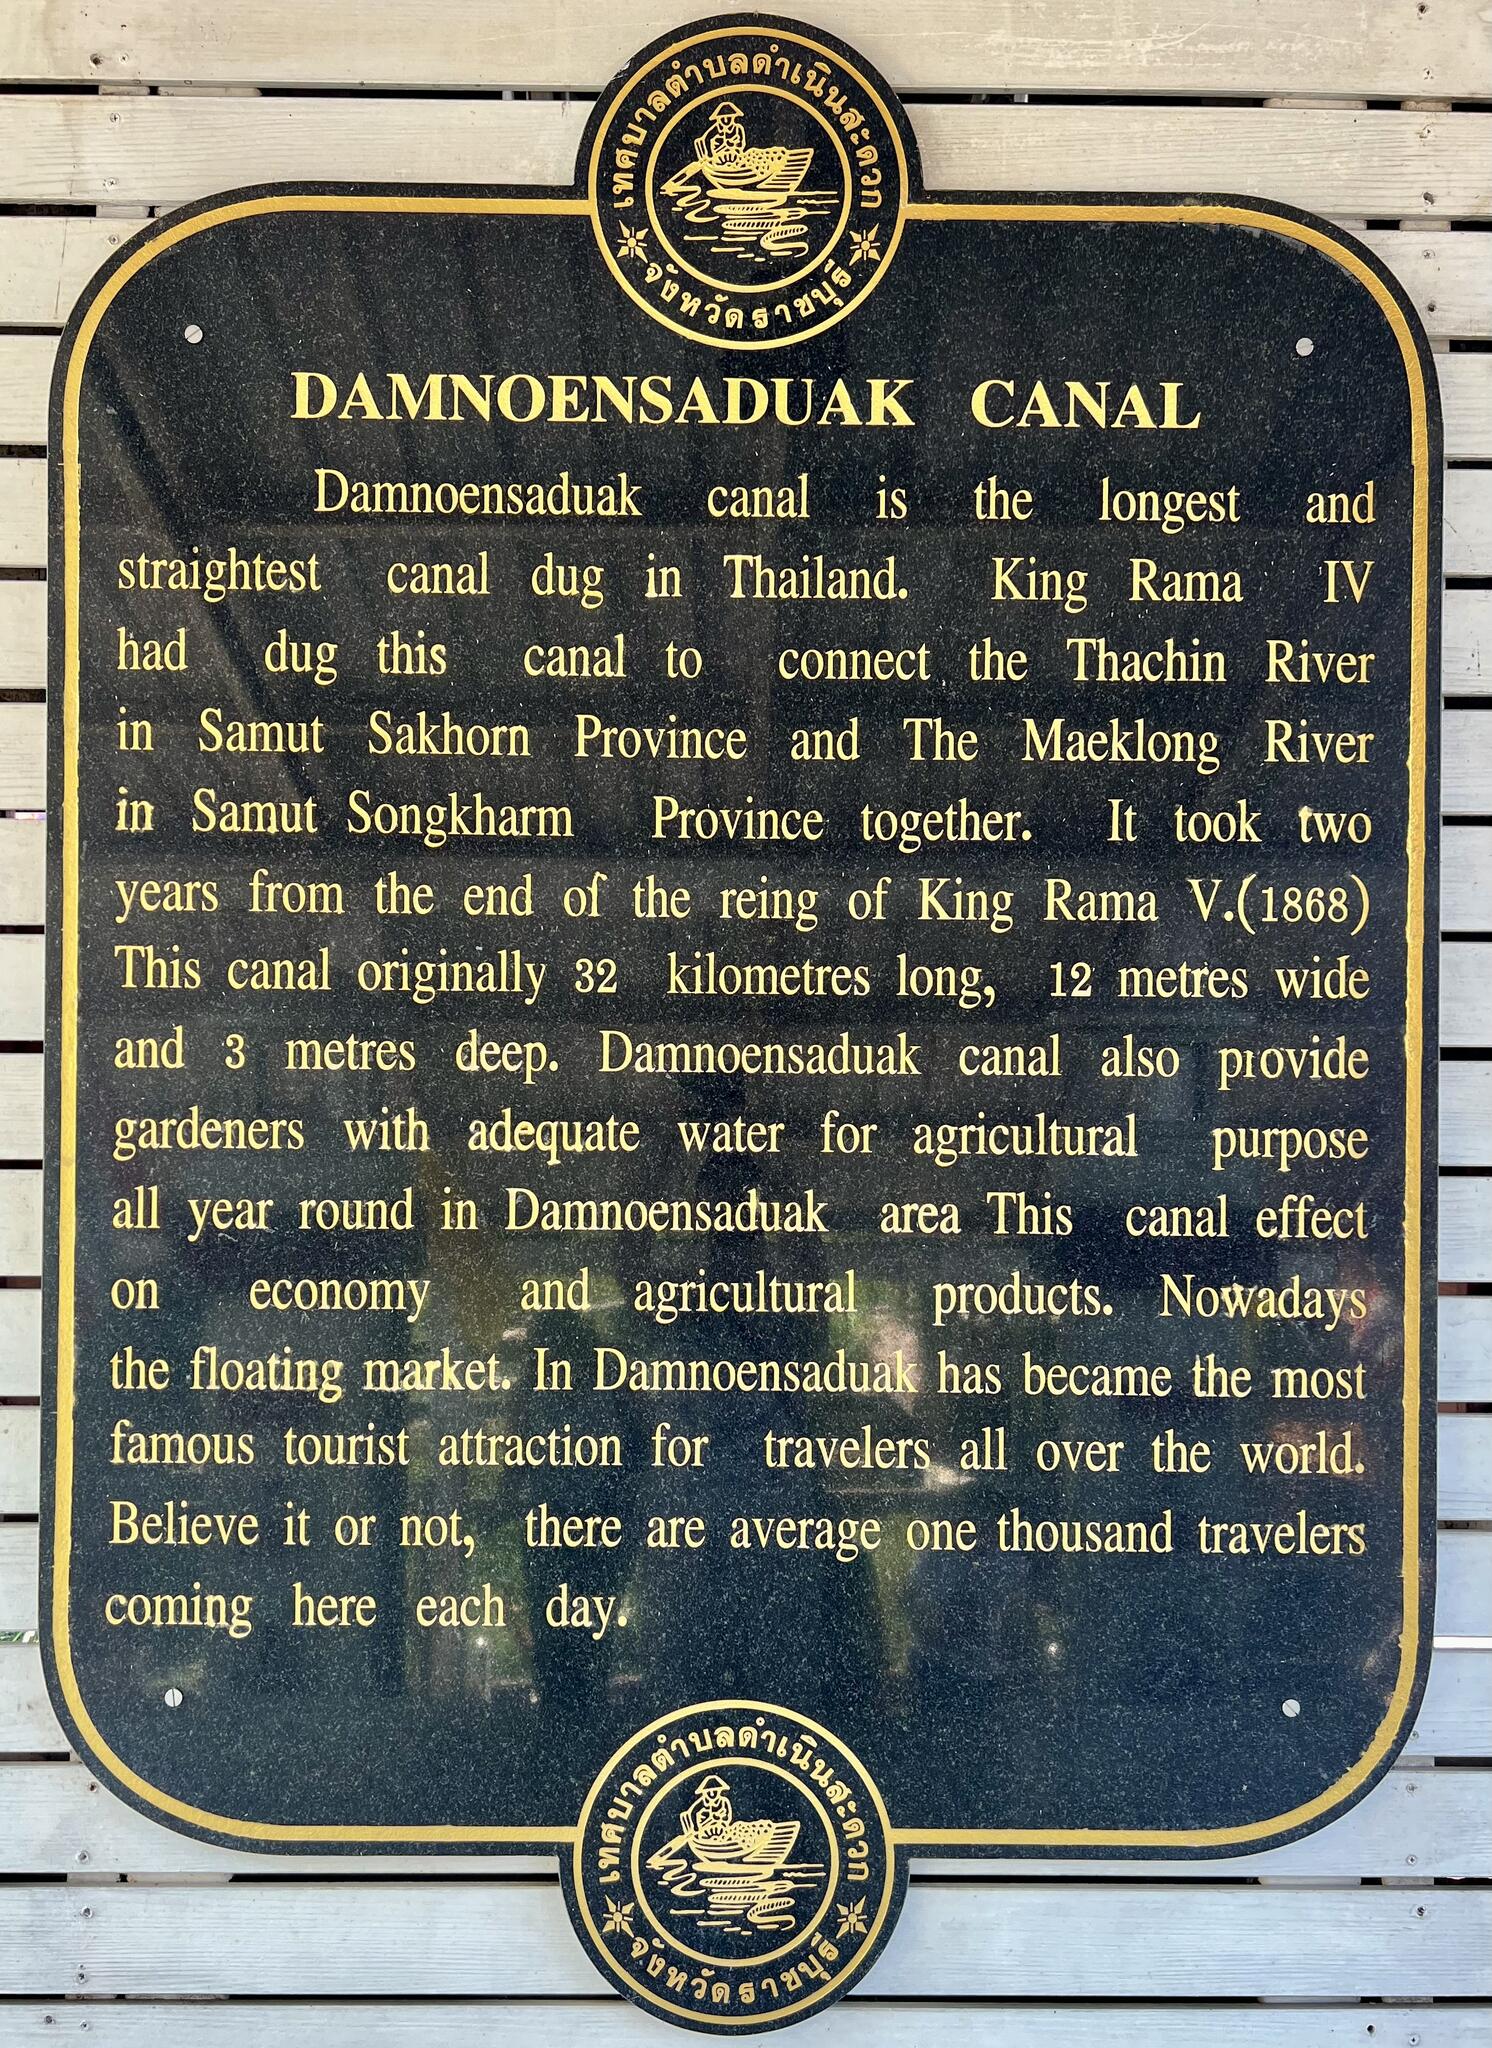 เทศบาลตำบลดำเนินสะดวก
จังหวัดราชบุรี
DAMNOENSADUAK CANAL
Damnoensaduak canal is the longest and
straightest canal dug in Thailand. King Rama IV
had dug this canal to connect the Thachin River
in Samut Sakhorn Province and The Maeklong River
in Samut Songkharm Province together. It took two
years from the end of the reing of King Rama V.(1868)
This canal originally 32 kilometres long, 12 metres wide
and 3 metres deep. Damnoensaduak canal also provide
gardeners with adequate water for agricultural purpose
all year round in Damnoensaduak area This canal effect
on economy and agricultural products. Nowadays
the floating market. In Damnoensaduak has became the most
famous tourist attraction for travelers all over the world.
Believe it or not, there are average one thousand travelers
coming here each day.
เทศบาลตำบลดำเนินสะดวก
จังหวัดราชบุรี